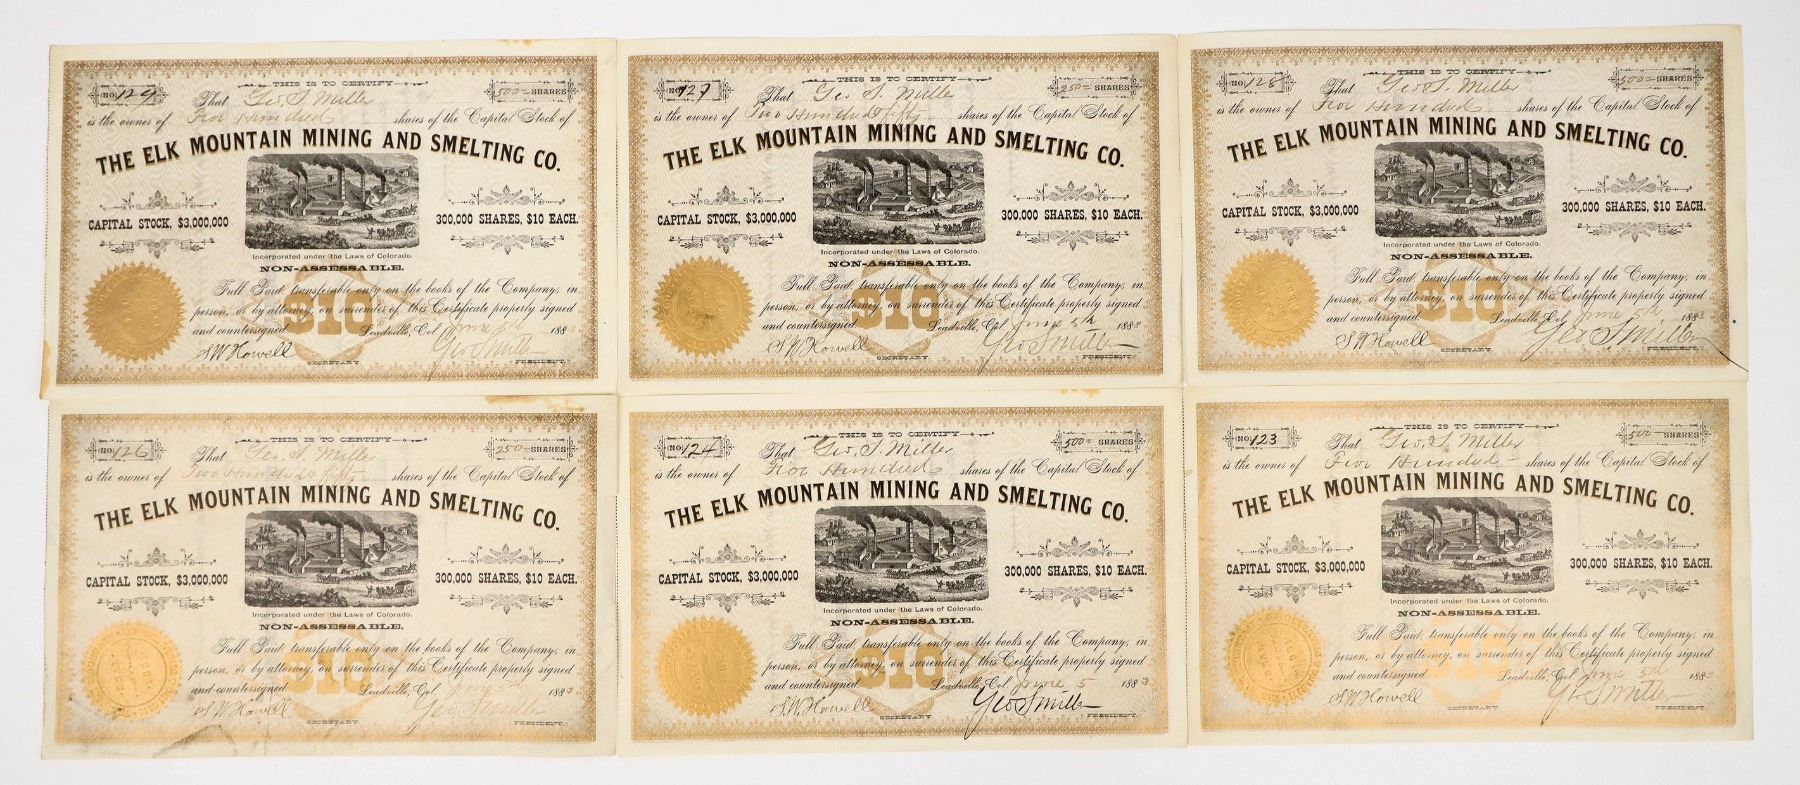 THIS IS TO CERTIFY
NO. 129 That Geo. S. Miller 500 = SHARES
is the owner of Five Hundred shares of the Capital Stock of
THE ELK MOUNTAIN MINING AND SMELTING CO.
CAPITAL STOCK, $3,000,000 300,000 SHARES, $10 EACH.
Incorporated under the Laws of Colorado.
NON-ASSESSABLE.
Full Paid, transferable only on the books of the Company, in
person, or by attorney, on surrender of this Certificate properly signed
and countersigned. Leadville, Col. June 5th 1883
$10
S.W. Howell SECRETARY. Geo S Miller PRESIDENT.
THIS IS TO CERTIFY
NO. 127 That Geo. S. Miller 250 = SHARES
is the owner of Two Hundred & fifty shares of the Capital Stock of
THE ELK MOUNTAIN MINING AND SMELTING CO.
CAPITAL STOCK, $3,000,000 300,000 SHARES, $10 EACH.
Incorporated under the Laws of Colorado.
NON-ASSESSABLE.
Full Paid, transferable only on the books of the Company, in
person, or by attorney, on surrender of this Certificate properly signed
and countersigned. Leadville, Col. June 5th 1883
$10
S.W. Howell SECRETARY. Geo S Miller PRESIDENT.
THIS IS TO CERTIFY
NO. 128 That Geo. S. Miller 500 = SHARES
is the owner of Five Hundred shares of the Capital Stock of
THE ELK MOUNTAIN MINING AND SMELTING CO.
CAPITAL STOCK, $3,000,000 300,000 SHARES, $10 EACH.
Incorporated under the Laws of Colorado.
NON-ASSESSABLE.
Full Paid, transferable only on the books of the Company, in
person, or by attorney, on surrender of this Certificate properly signed
and countersigned. Leadville, Col. June 5th 1883
$10
S.W. Howell SECRETARY. Geo S Miller PRESIDENT.
THIS IS TO CERTIFY
NO. 126 That Geo. S. Miller 250 = SHARES
is the owner of Two Hundred & fifty shares of the Capital Stock of
THE ELK MOUNTAIN MINING AND SMELTING CO.
CAPITAL STOCK, $3,000,000 300,000 SHARES, $10 EACH.
Incorporated under the Laws of Colorado.
NON-ASSESSABLE.
Full Paid, transferable only on the books of the Company, in
person, or by attorney, on surrender of this Certificate properly signed
and countersigned. Leadville, Col. June 5 1883
$10
S.W. Howell SECRETARY. Geo S Miller PRESIDENT.
THIS IS TO CERTIFY
NO. 124 That Geo. S. Miller 500 = SHARES
is the owner of Five Hundred shares of the Capital Stock of
THE ELK MOUNTAIN MINING AND SMELTING CO.
CAPITAL STOCK, $3,000,000 300,000 SHARES, $10 EACH.
Incorporated under the Laws of Colorado.
NON-ASSESSABLE.
Full Paid, transferable only on the books of the Company, in
person, or by attorney, on surrender of this Certificate properly signed
and countersigned. Leadville, Col. June 5 1883
$10
S.W. Howell SECRETARY. Geo S Miller PRESIDENT.
THIS IS TO CERTIFY
NO. 123 That Geo. S. Miller 500 SHARES
is the owner of Five Hundred shares of the Capital Stock of
THE ELK MOUNTAIN MINING AND SMELTING CO.
CAPITAL STOCK, $3,000,000 300,000 SHARES, $10 EACH.
Incorporated under the Laws of Colorado.
NON-ASSESSABLE.
Full Paid, transferable only on the books of the Company, in
person, or by attorney, on surrender of this Certificate properly signed
and countersigned. Leadville, Col. June 5th 1883
$10
S.W. Howell SECRETARY. Geo S Miller PRESIDENT.